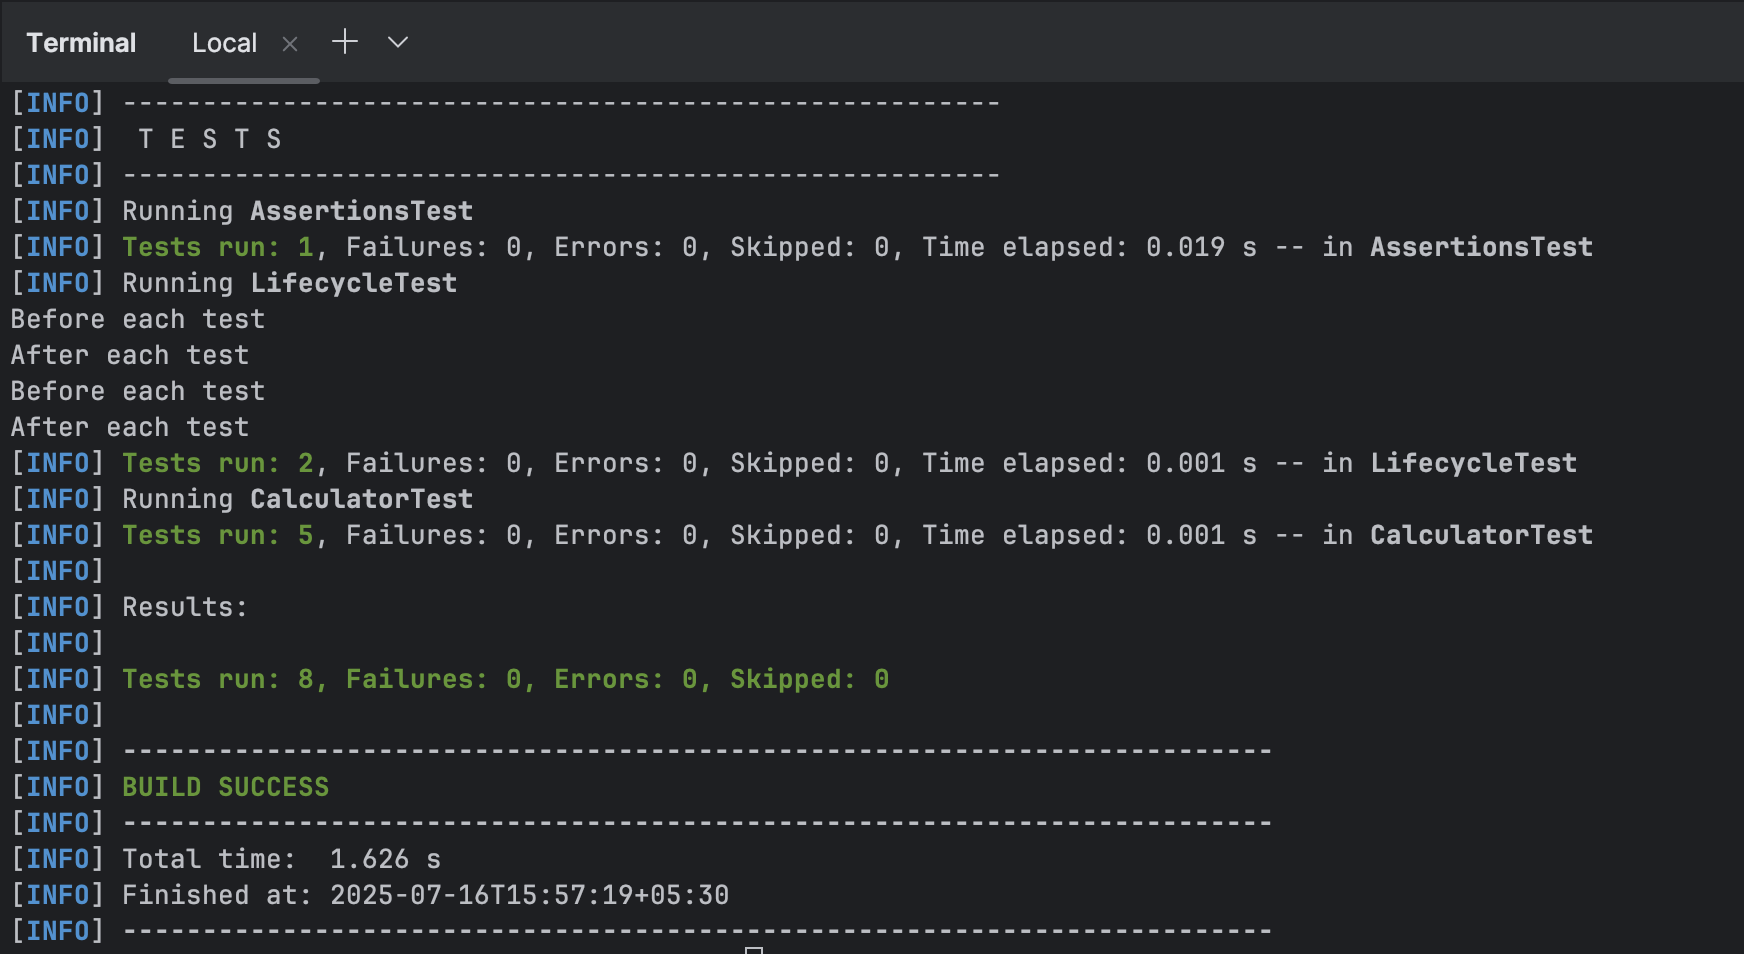 Terminal Local
[INFO] -------------------------------------------------------
[INFO]  T E S T S
[INFO] -------------------------------------------------------
[INFO] Running AssertionsTest
[INFO] Tests run: 1, Failures: 0, Errors: 0, Skipped: 0, Time elapsed: 0.019 s -- in AssertionsTest
[INFO] Running LifecycleTest
Before each test
After each test
Before each test
After each test
[INFO] Tests run: 2, Failures: 0, Errors: 0, Skipped: 0, Time elapsed: 0.001 s -- in LifecycleTest
[INFO] Running CalculatorTest
[INFO] Tests run: 5, Failures: 0, Errors: 0, Skipped: 0, Time elapsed: 0.001 s -- in CalculatorTest
[INFO]
[INFO] Results:
[INFO]
[INFO] Tests run: 8, Failures: 0, Errors: 0, Skipped: 0
[INFO]
[INFO] ------------------------------------------------------------------------
[INFO] BUILD SUCCESS
[INFO] ------------------------------------------------------------------------
[INFO] Total time:  1.626 s
[INFO] Finished at: 2025-07-16T15:57:19+05:30
[INFO] ------------------------------------------------------------------------